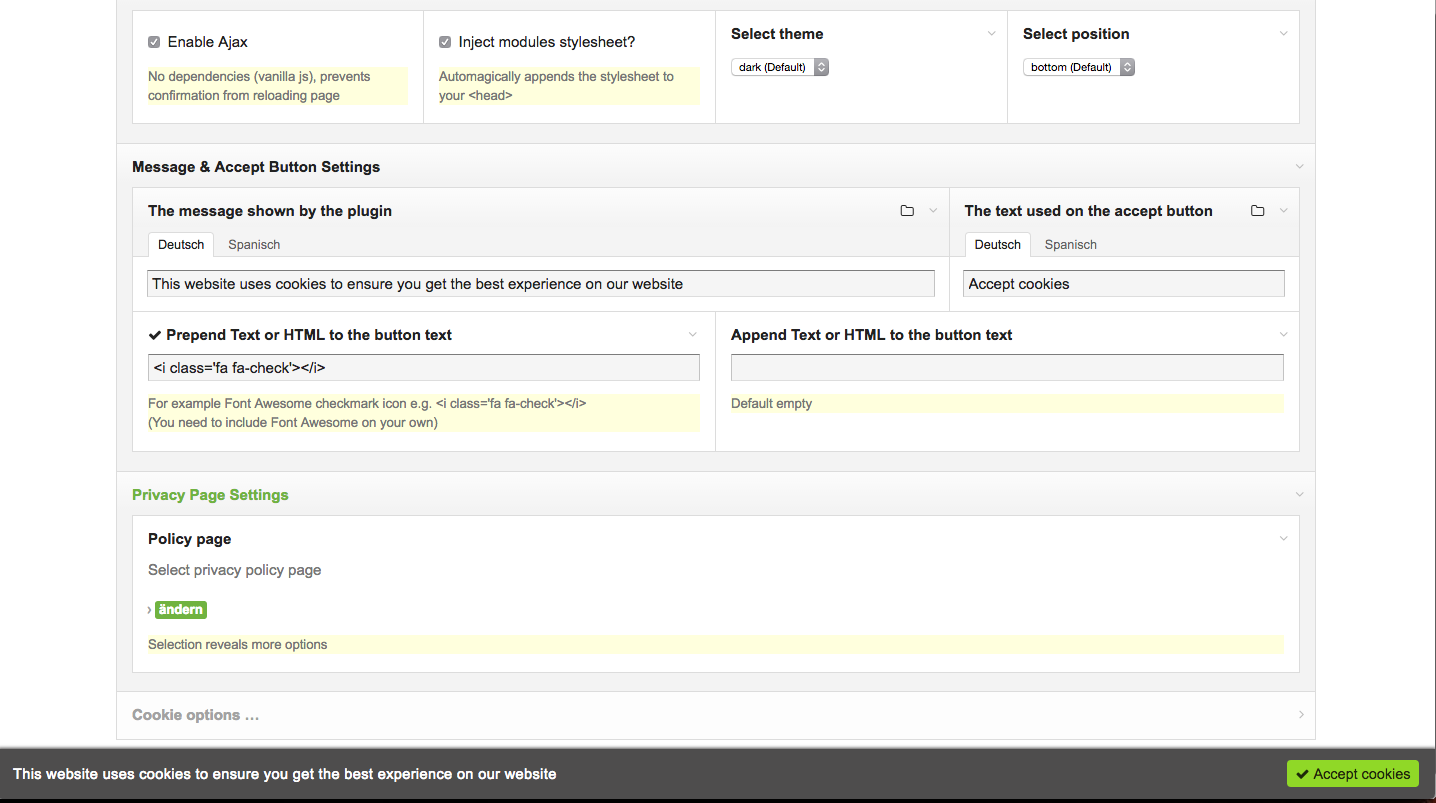 Enable Ajax
No dependencies (vanilla js), prevents
confirmation from reloading page
Inject modules stylesheet?
Automagically appends the stylesheet to
your <head>
Select theme
dark (Default)
Select position
bottom (Default)
Message & Accept Button Settings
The message shown by the plugin
Deutsch Spanisch
This website uses cookies to ensure you get the best experience on our website
The text used on the accept button
Deutsch Spanisch
Accept cookies
Prepend Text or HTML to the button text
<i class='fa fa-check'></i>
For example Font Awesome checkmark icon e.g. <i class='fa fa-check'></i>
(You need to include Font Awesome on your own)
Append Text or HTML to the button text
Default empty
Privacy Page Settings
Policy page
Select privacy policy page
› ändern
Selection reveals more options
Cookie options …
This website uses cookies to ensure you get the best experience on our website
Accept cookies